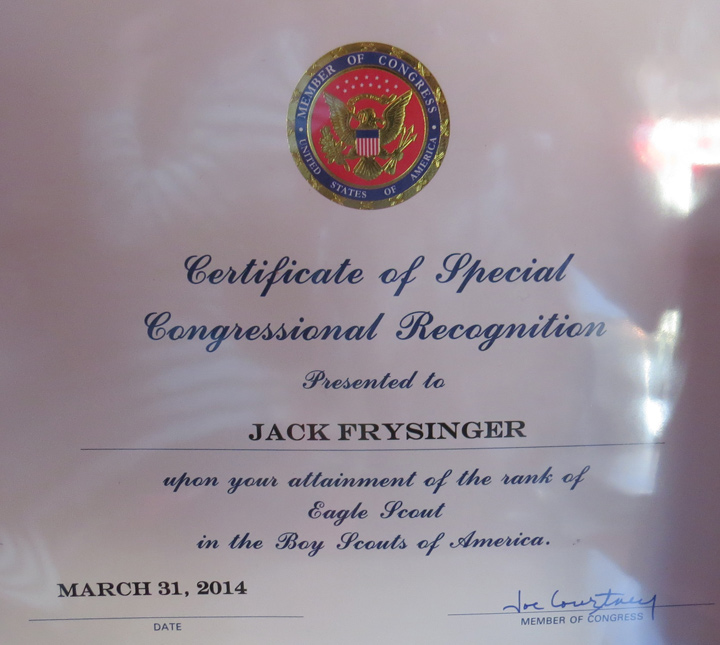 MEMBER OF CONGRESS
UNITED STATES OF AMERICA
Certificate of Special
Congressional Recognition
Presented to
JACK FRYSINGER
upon your attainment of the rank of
Eagle Scout
in the Boy Scouts of America.
MARCH 31, 2014
Joe Courtney
DATE
MEMBER OF CONGRESS